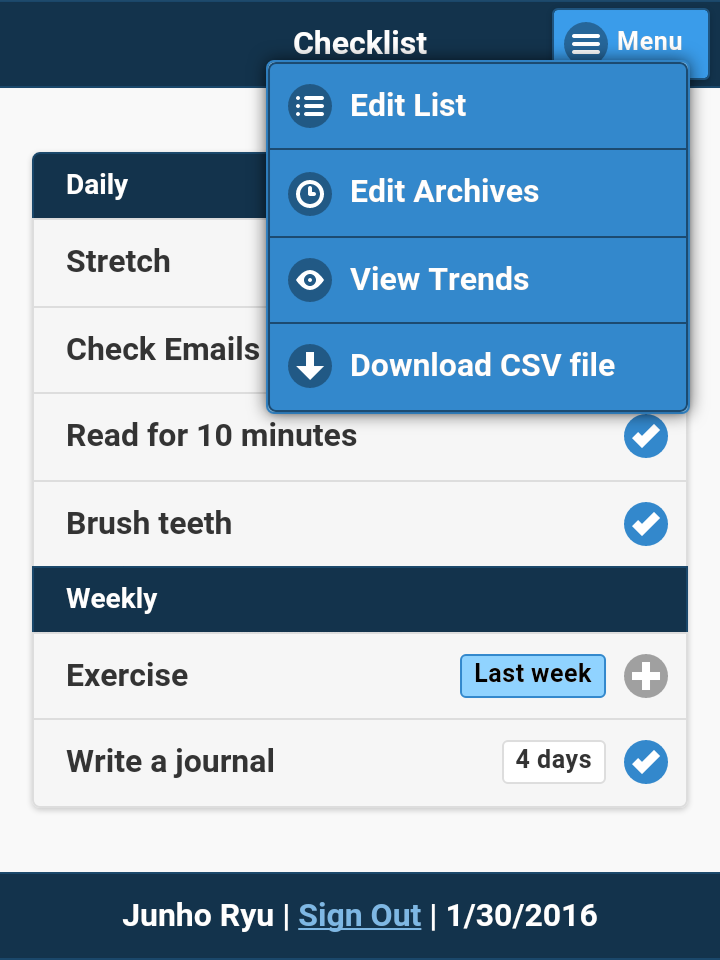 Checklist
Menu
Edit List
Edit Archives
View Trends
Download CSV file
Daily
Stretch
Check Emails
Read for 10 minutes
Brush teeth
Weekly
Exercise Last week
Write a journal 4 days
Junho Ryu | Sign Out | 1/30/2016